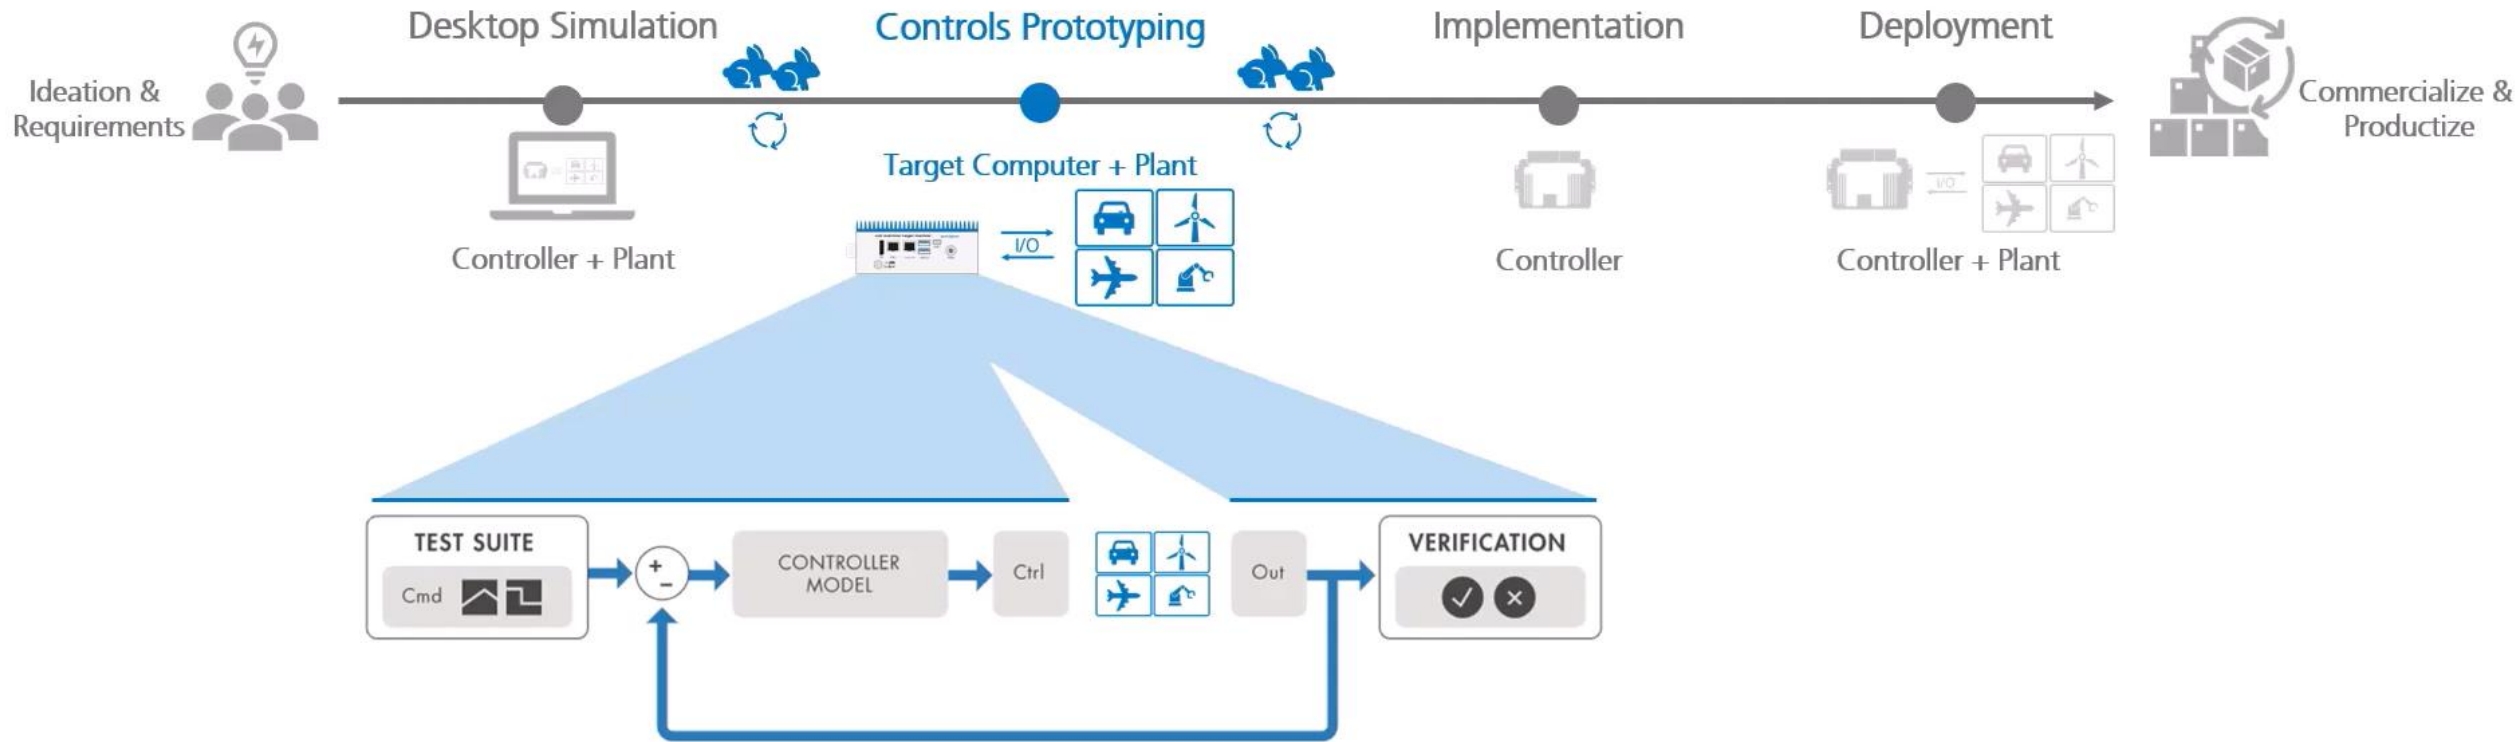 Desktop Simulation
Controls Prototyping
Implementation
Deployment
Ideation &
Requirements
Commercialize &
Productize
Target Computer + Plant
I/O
I/O
Controller + Plant
Controller
Controller + Plant
TEST SUITE
Cmd
+
−
CONTROLLER
MODEL
Ctrl
Out
VERIFICATION